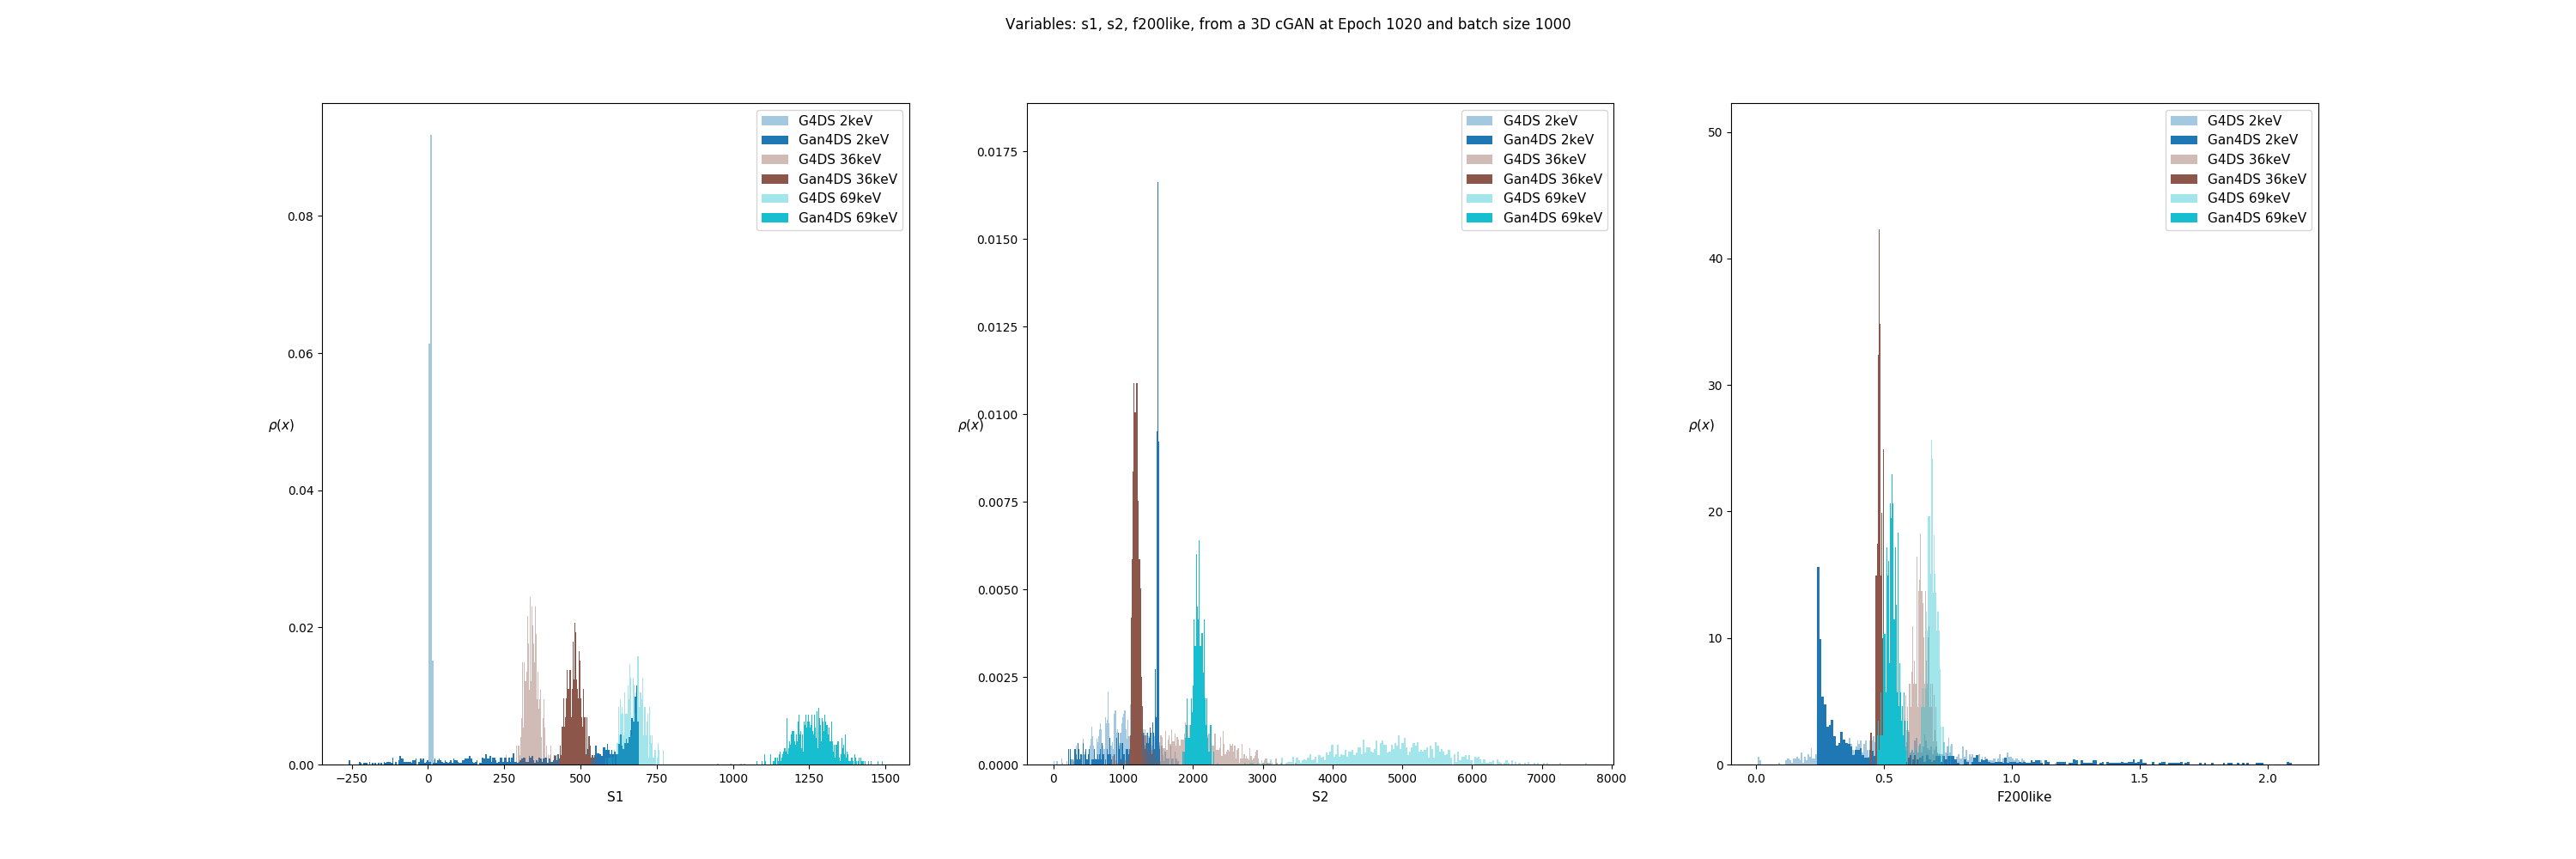 Variables: s1, s2, f200like, from a 3D cGAN at Epoch 1020 and batch size 1000
G4DS 2keV
Gan4DS 2keV
G4DS 36keV
Gan4DS 36keV
G4DS 69keV
Gan4DS 69keV
0.08
0.06
0.04
0.02
0.00
ρ(x)
−250
0
250
500
750
1000
1250
1500
S1
G4DS 2keV
Gan4DS 2keV
G4DS 36keV
Gan4DS 36keV
G4DS 69keV
Gan4DS 69keV
0.0175
0.0150
0.0125
0.0100
0.0075
0.0050
0.0025
0.0000
ρ(x)
0
1000
2000
3000
4000
5000
6000
7000
8000
S2
G4DS 2keV
Gan4DS 2keV
G4DS 36keV
Gan4DS 36keV
G4DS 69keV
Gan4DS 69keV
50
40
30
20
10
0
ρ(x)
0.0
0.5
1.0
1.5
2.0
F200like